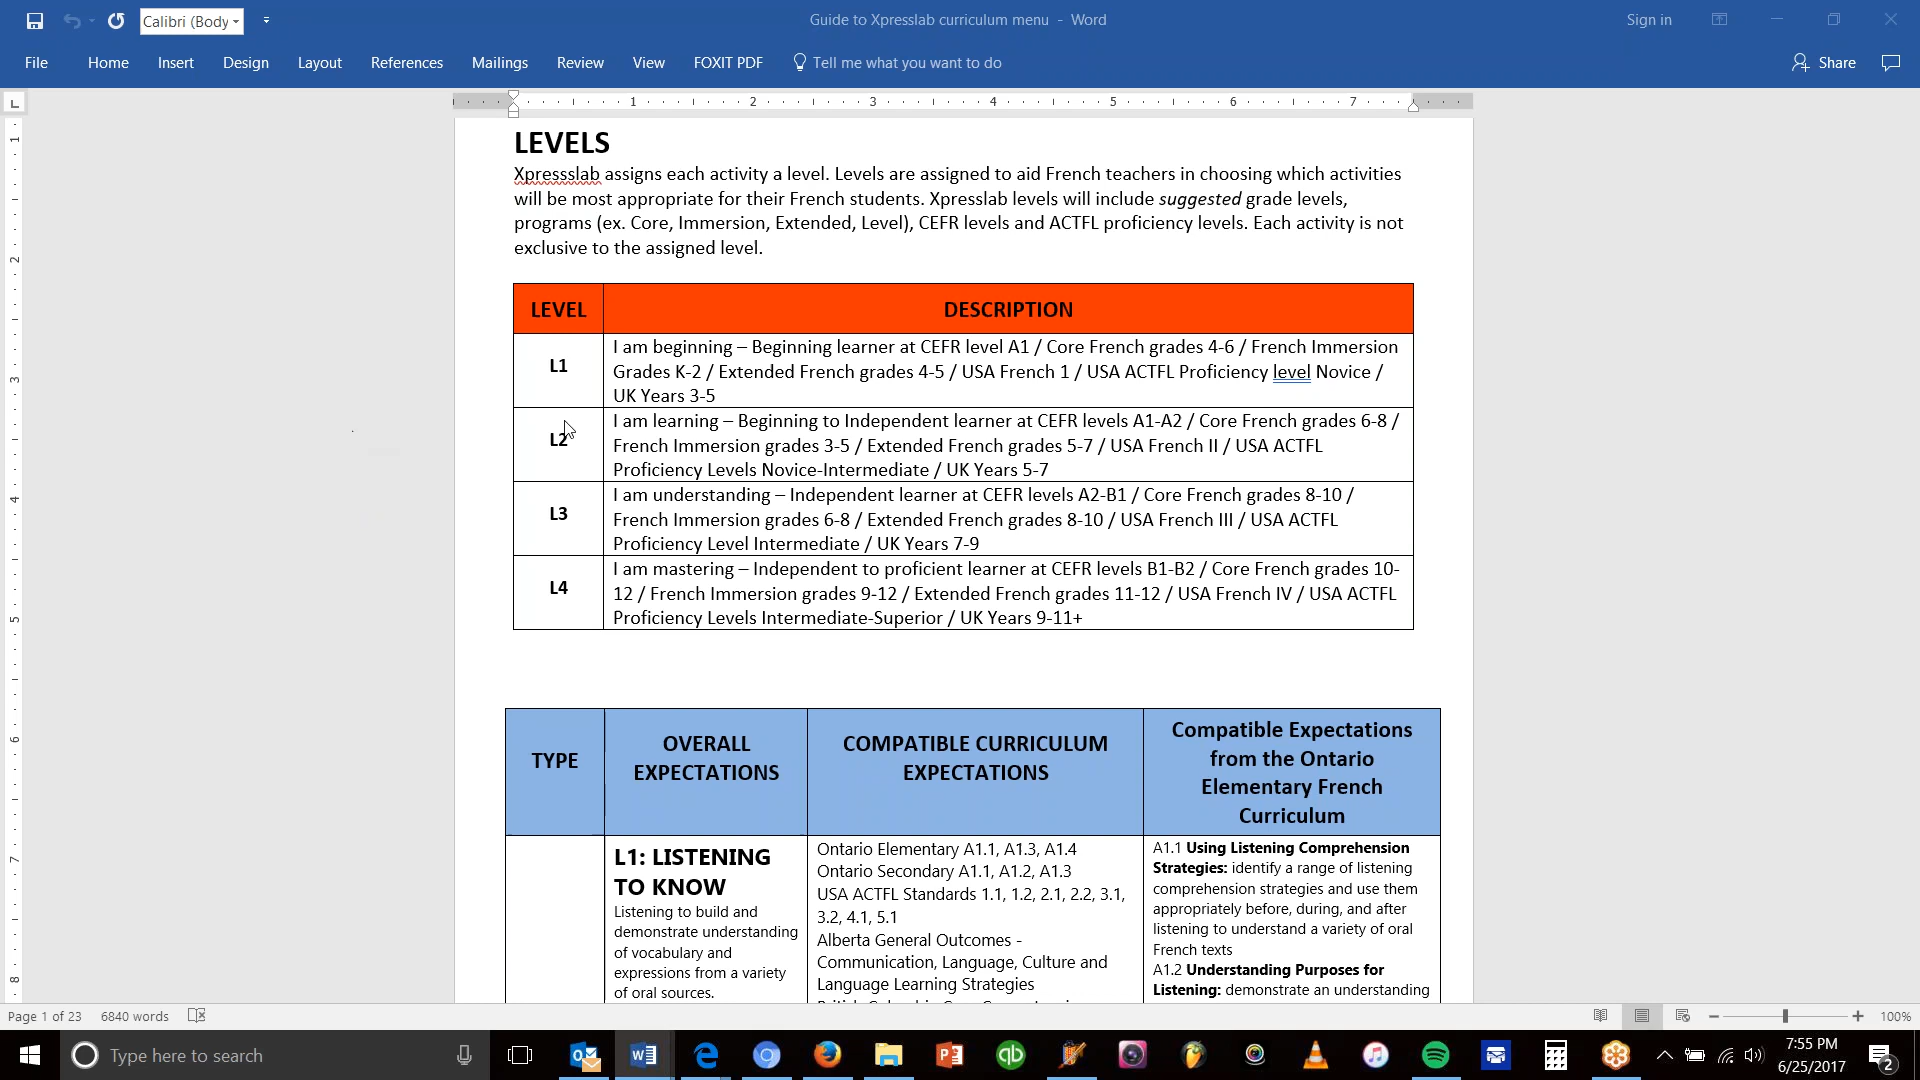 Calibri (Body
Guide to Xpresslab curriculum menu - Word
Sign in
File Home Insert Design Layout References Mailings Review View FOXIT PDF Tell me what you want to do Share
1 2 3 4 5 6 7
LEVELS
Xpressslab assigns each activity a level. Levels are assigned to aid French teachers in choosing which activities
will be most appropriate for their French students. Xpresslab levels will include suggested grade levels,
programs (ex. Core, Immersion, Extended, Level), CEFR levels and ACTFL proficiency levels. Each activity is not
exclusive to the assigned level.
LEVEL DESCRIPTION
L1
I am beginning – Beginning learner at CEFR level A1 / Core French grades 4-6 / French Immersion
Grades K-2 / Extended French grades 4-5 / USA French 1 / USA ACTFL Proficiency level Novice /
UK Years 3-5
L2
I am learning – Beginning to Independent learner at CEFR levels A1-A2 / Core French grades 6-8 /
French Immersion grades 3-5 / Extended French grades 5-7 / USA French II / USA ACTFL
Proficiency Levels Novice-Intermediate / UK Years 5-7
L3
I am understanding – Independent learner at CEFR levels A2-B1 / Core French grades 8-10 /
French Immersion grades 6-8 / Extended French grades 8-10 / USA French III / USA ACTFL
Proficiency Level Intermediate / UK Years 7-9
L4
I am mastering – Independent to proficient learner at CEFR levels B1-B2 / Core French grades 10-
12 / French Immersion grades 9-12 / Extended French grades 11-12 / USA French IV / USA ACTFL
Proficiency Levels Intermediate-Superior / UK Years 9-11+
TYPE
OVERALL
EXPECTATIONS
COMPATIBLE CURRICULUM
EXPECTATIONS
Compatible Expectations
from the Ontario
Elementary French
Curriculum
L1: LISTENING
TO KNOW
Listening to build and
demonstrate understanding
of vocabulary and
expressions from a variety
of oral sources.
Ontario Elementary A1.1, A1.3, A1.4
Ontario Secondary A1.1, A1.2, A1.3
USA ACTFL Standards 1.1, 1.2, 2.1, 2.2, 3.1,
3.2, 4.1, 5.1
Alberta General Outcomes -
Communication, Language, Culture and
Language Learning Strategies
A1.1 Using Listening Comprehension
Strategies: identify a range of listening
comprehension strategies and use them
appropriately before, during, and after
listening to understand a variety of oral
French texts
A1.2 Understanding Purposes for
Listening: demonstrate an understanding
Page 1 of 23 6840 words
100%
Type here to search
7:55 PM
6/25/2017
2